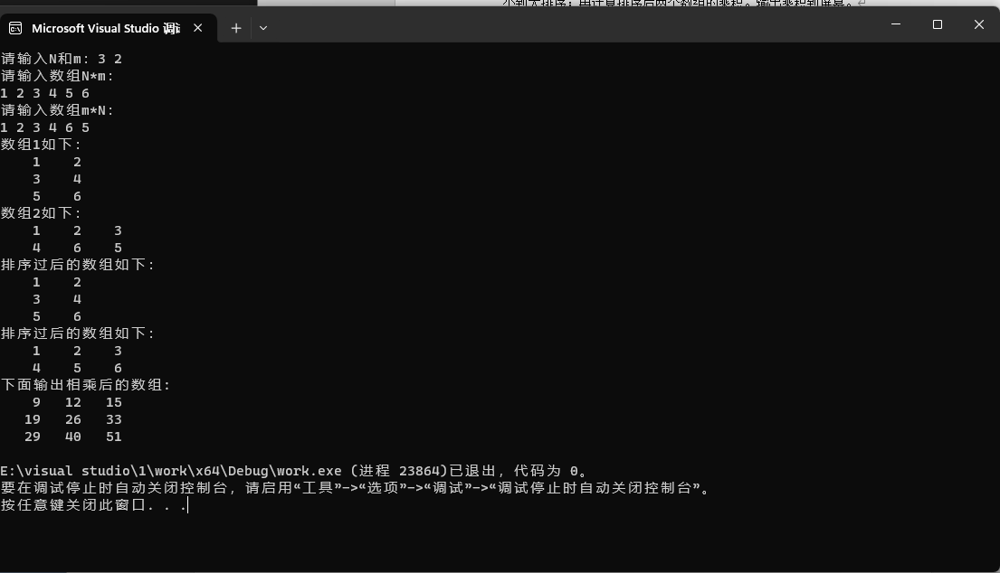 Microsoft Visual Studio
请输入N和m: 3 2
请输入数组N*m:
1 2 3 4 5 6
请输入数组m*N:
1 2 3 4 6 5
数组1如下:
1 2
3 4
5 6
数组2如下:
1 2 3
4 6 5
排序过后的数组如下:
1 2
3 4
5 6
排序过后的数组如下:
1 2 3
4 5 6
下面输出相乘后的数组:
9 12 15
19 26 33
29 40 51
E:\visual studio\1\work\x64\Debug\work.exe (进程 23864)已退出，代码为 0。
要在调试停止时自动关闭控制台，请启用“工具”->“选项”->“调试”->“调试停止时自动关闭控制台”。
按任意键关闭此窗口. . .